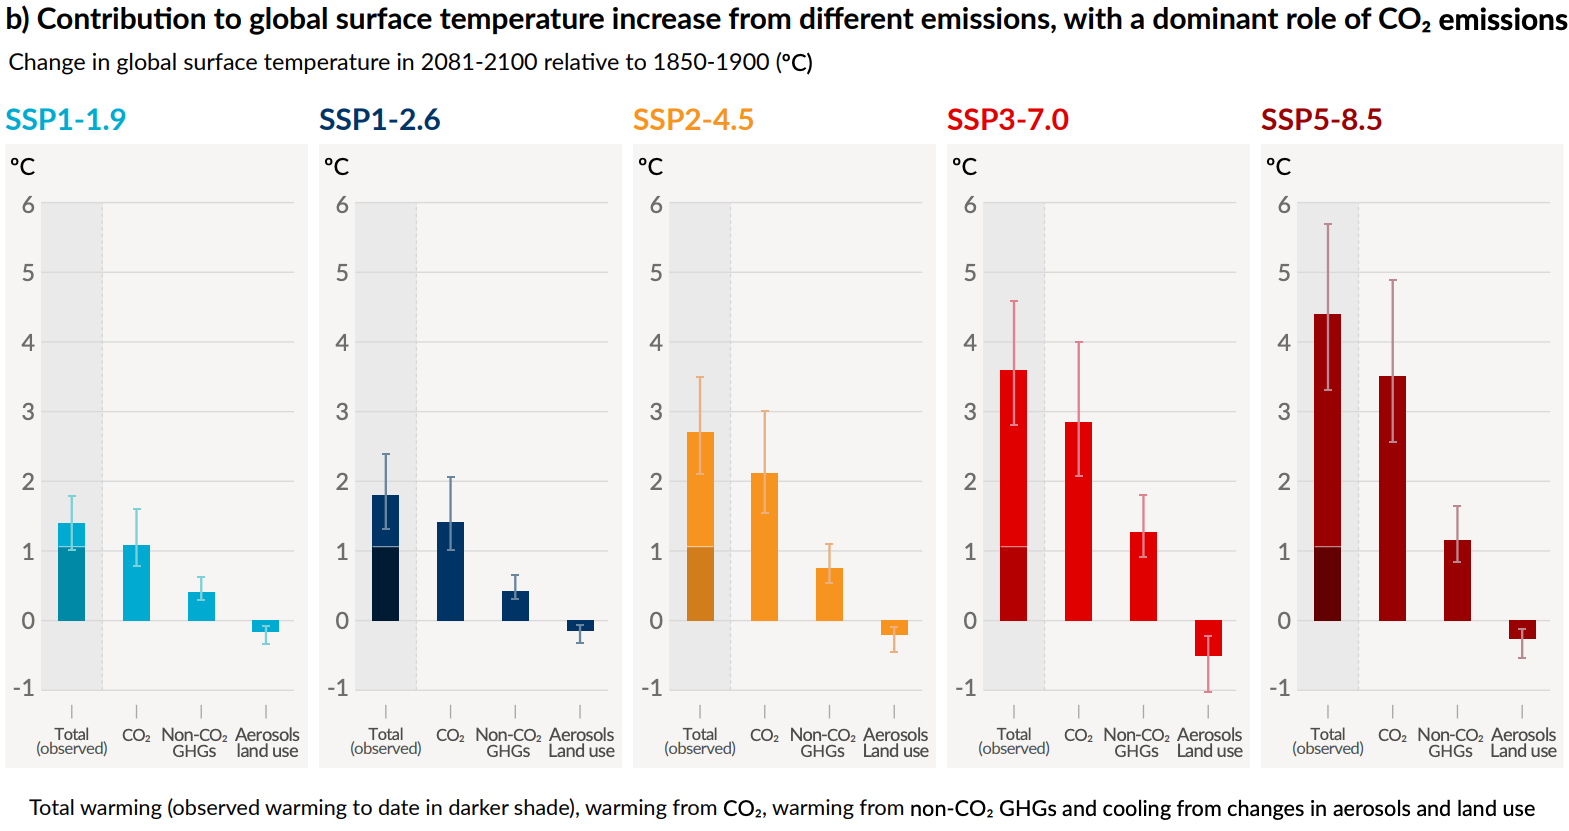 b) Contribution to global surface temperature increase from different emissions, with a dominant role of CO₂ emissions
Change in global surface temperature in 2081-2100 relative to 1850-1900 (°C)
SSP1-1.9
°C
6
5
4
3
2
1
0
-1
Total
(observed)
CO₂
Non-CO₂
GHGs
Aerosols
land use
SSP1-2.6
°C
6
5
4
3
2
1
0
-1
Total
(observed)
CO₂
Non-CO₂
GHGs
Aerosols
Land use
SSP2-4.5
°C
6
5
4
3
2
1
0
-1
Total
(observed)
CO₂
Non-CO₂
GHGs
Aerosols
Land use
SSP3-7.0
°C
6
5
4
3
2
1
0
-1
Total
(observed)
CO₂
Non-CO₂
GHGs
Aerosols
Land use
SSP5-8.5
°C
6
5
4
3
2
1
0
-1
Total
(observed)
CO₂
Non-CO₂
GHGs
Aerosols
Land use
Total warming (observed warming to date in darker shade), warming from CO₂, warming from non-CO₂ GHGs and cooling from changes in aerosols and land use